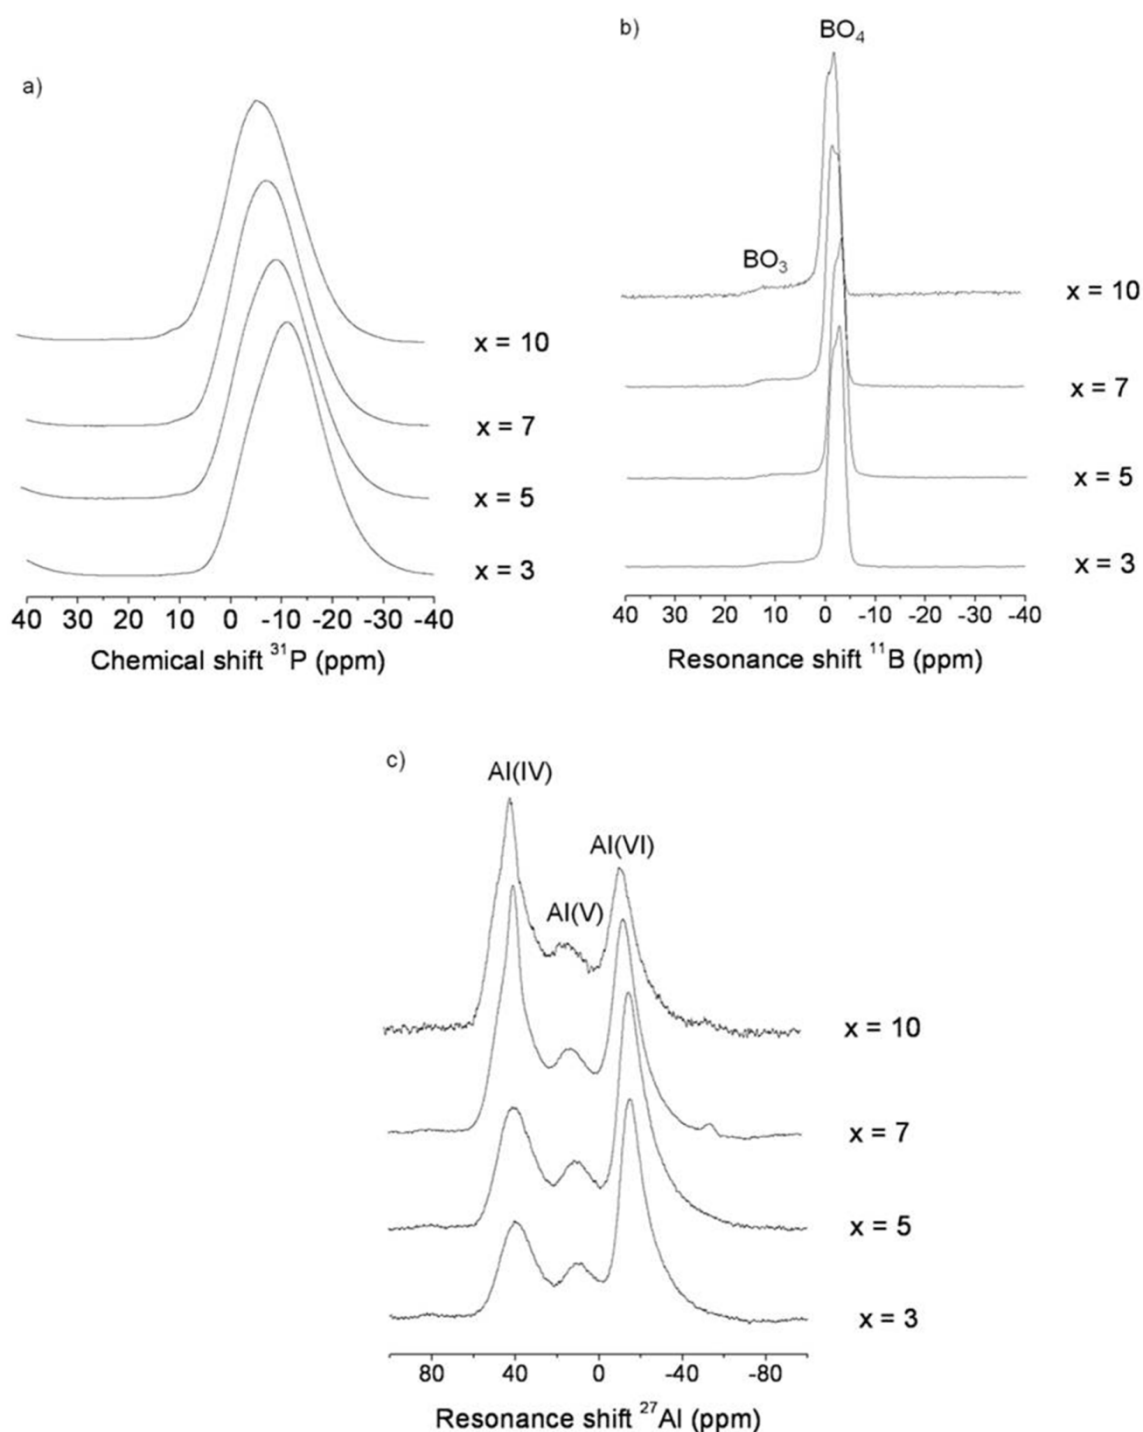 a)
x = 10
x = 7
x = 5
x = 3
40 30 20 10 0 -10 -20 -30 -40
Chemical shift ³¹P (ppm)
b)
BO₄
BO₃
x = 10
x = 7
x = 5
x = 3
40 30 20 10 0 -10 -20 -30 -40
Resonance shift ¹¹B (ppm)
c)
Al(IV)
Al(VI)
Al(V)
x = 10
x = 7
x = 5
x = 3
80 40 0 -40 -80
Resonance shift ²⁷Al (ppm)